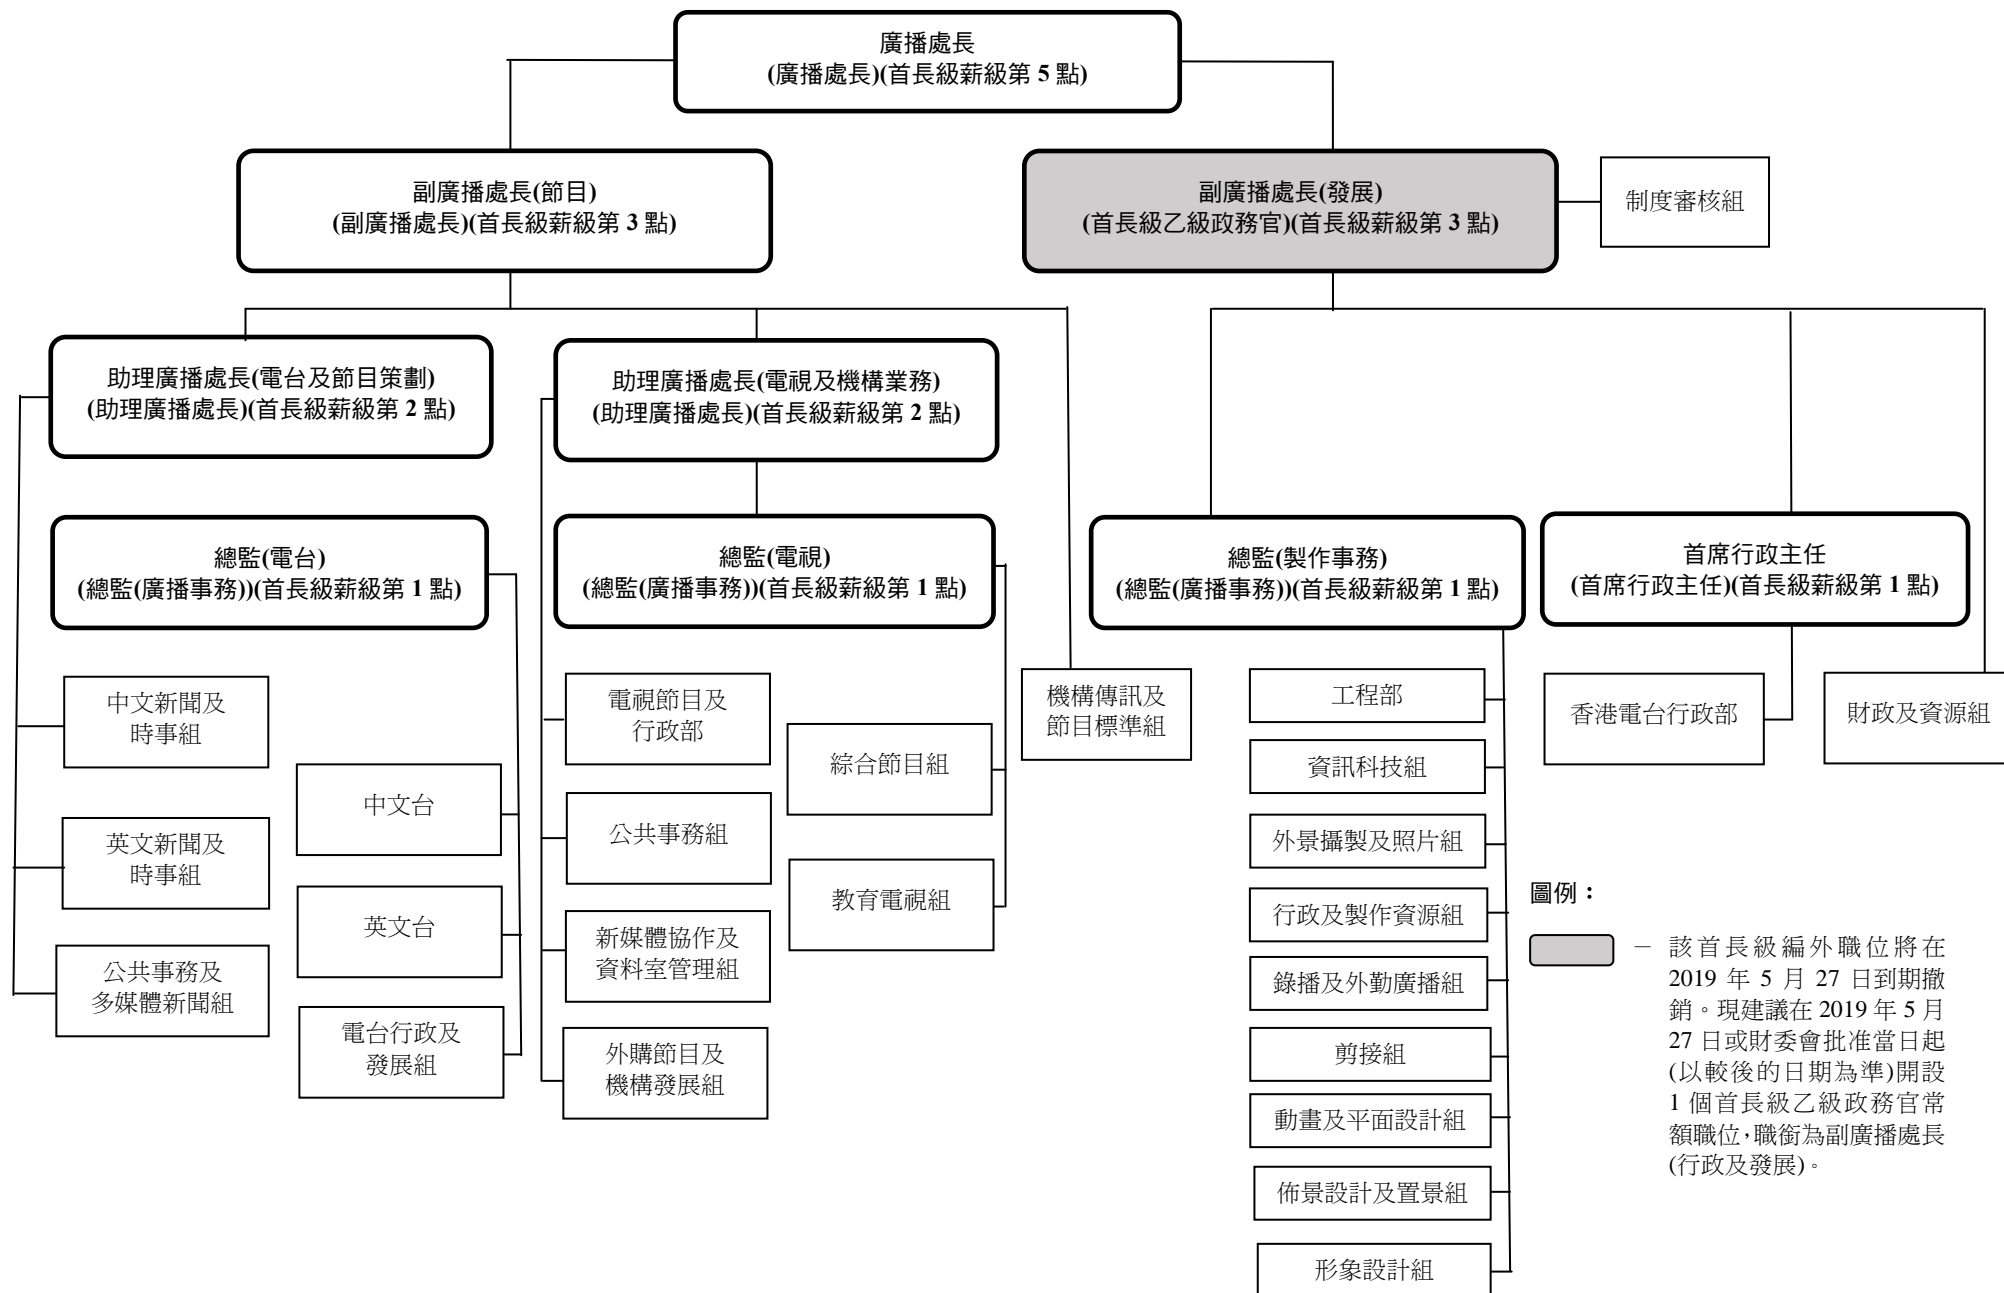 廣播處長
(廣播處長)(首長級薪級第 5 點)
副廣播處長(節目)
(副廣播處長)(首長級薪級第 3 點)
副廣播處長(發展)
(首長級乙級政務官)(首長級薪級第 3 點)
制度審核組
助理廣播處長(電台及節目策劃)
(助理廣播處長)(首長級薪級第 2 點)
助理廣播處長(電視及機構業務)
(助理廣播處長)(首長級薪級第 2 點)
總監(電台)
(總監(廣播事務))(首長級薪級第 1 點)
總監(電視)
(總監(廣播事務))(首長級薪級第 1 點)
總監(製作事務)
(總監(廣播事務))(首長級薪級第 1 點)
首席行政主任
(首席行政主任)(首長級薪級第 1 點)
中文新聞及
時事組
英文新聞及
時事組
公共事務及
多媒體新聞組
中文台
英文台
電台行政及
發展組
電視節目及
行政部
公共事務組
新媒體協作及
資料室管理組
外購節目及
機構發展組
綜合節目組
教育電視組
機構傳訊及
節目標準組
工程部
資訊科技組
外景攝製及照片組
行政及製作資源組
錄播及外勤廣播組
剪接組
動畫及平面設計組
佈景設計及置景組
形象設計組
香港電台行政部
財政及資源組
圖例：
－ 該首長級編外職位將在
2019 年 5 月 27 日到期撤
銷。現建議在 2019 年 5 月
27 日或財委會批准當日起
(以較後的日期為準)開設
1 個首長級乙級政務官常
額職位，職銜為副廣播處長
(行政及發展)。